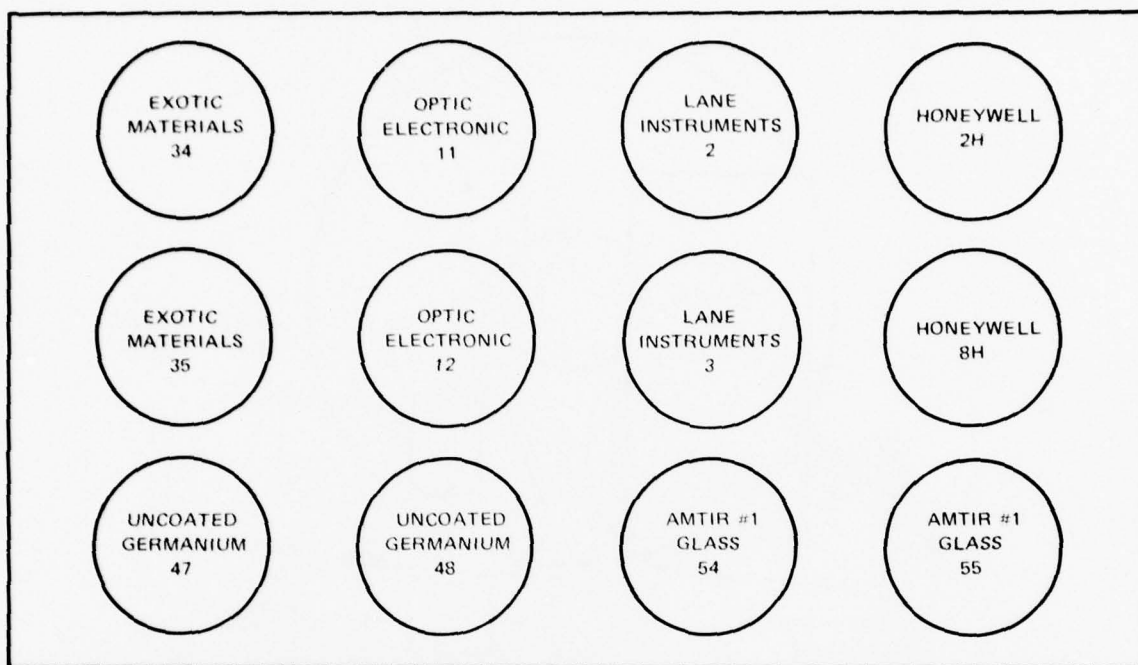 EXOTIC
MATERIALS
34
OPTIC
ELECTRONIC
11
LANE
INSTRUMENTS
2
HONEYWELL
2H
EXOTIC
MATERIALS
35
OPTIC
ELECTRONIC
12
LANE
INSTRUMENTS
3
HONEYWELL
8H
UNCOATED
GERMANIUM
47
UNCOATED
GERMANIUM
48
AMTIR #1
GLASS
54
AMTIR #1
GLASS
55